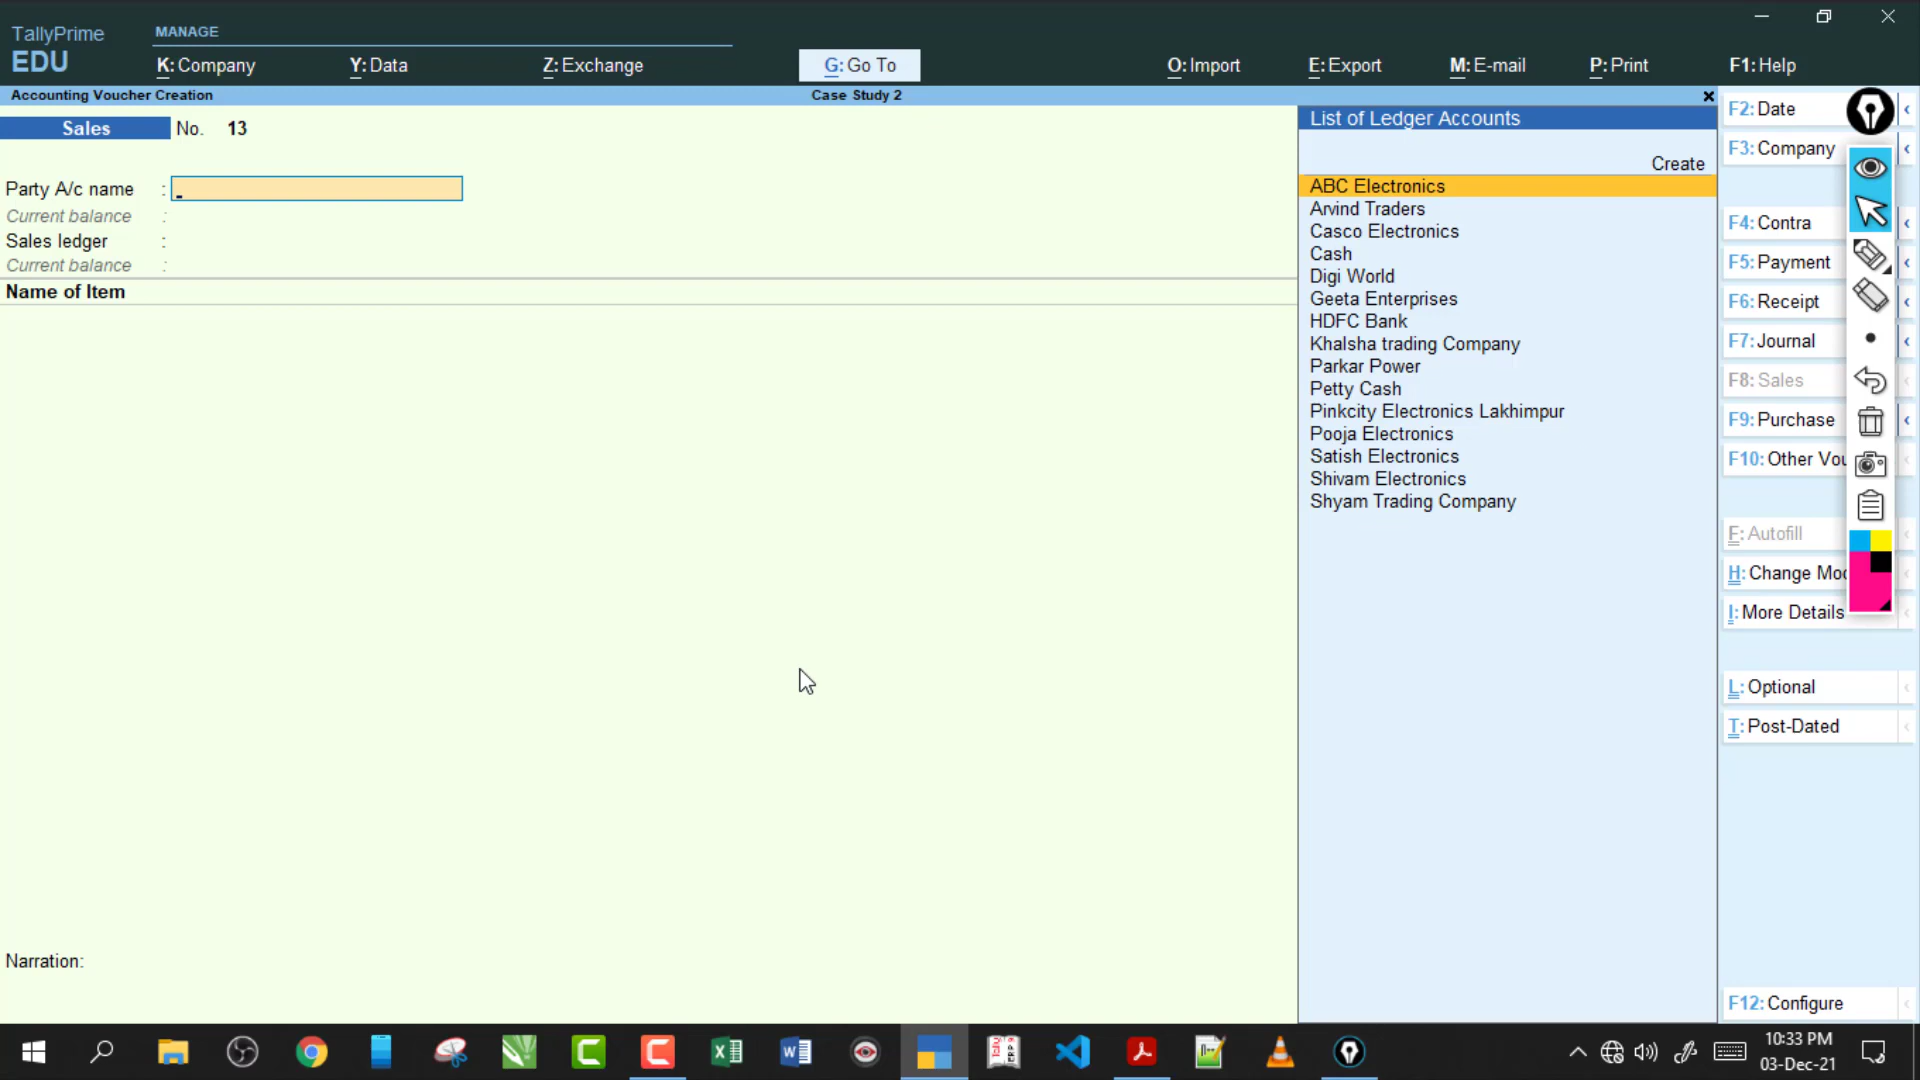 TallyPrime
EDU
MANAGE
K: Company
Y: Data
Z: Exchange
G: Go To
O: Import
E: Export
M: E-mail
P: Print
F1: Help
Accounting Voucher Creation
Case Study 2
Sales No. 13
Party A/c name :
Current balance :
Sales ledger :
Current balance :
Name of Item
Narration:
List of Ledger Accounts
Create
ABC Electronics
Arvind Traders
Casco Electronics
Cash
Digi World
Geeta Enterprises
HDFC Bank
Khalsha trading Company
Parkar Power
Petty Cash
Pinkcity Electronics Lakhimpur
Pooja Electronics
Satish Electronics
Shivam Electronics
Shyam Trading Company
F2: Date
F3: Company
F4: Contra
F5: Payment
F6: Receipt
F7: Journal
F8: Sales
F9: Purchase
F10: Other Vou
F: Autofill
H: Change Mod
I: More Details
L: Optional
T: Post-Dated
F12: Configure
10:33 PM
03-Dec-21